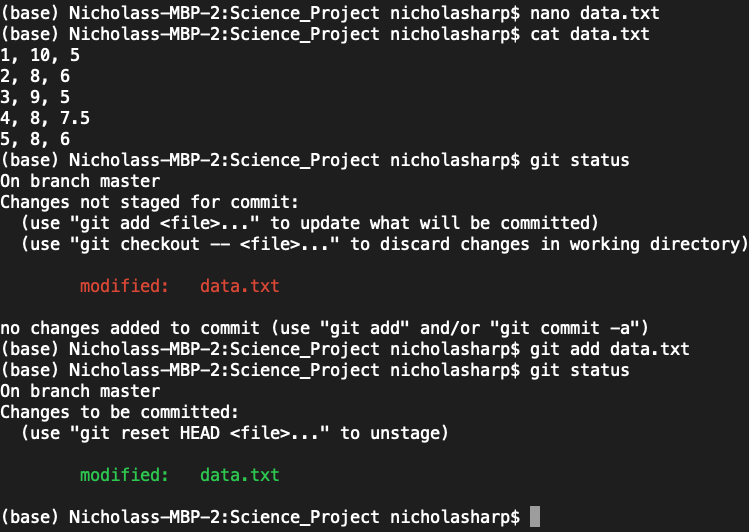 (base) Nicholass-MBP-2:Science_Project nicholasharp$ nano data.txt
(base) Nicholass-MBP-2:Science_Project nicholasharp$ cat data.txt
1, 10, 5
2, 8, 6
3, 9, 5
4, 8, 7.5
5, 8, 6
(base) Nicholass-MBP-2:Science_Project nicholasharp$ git status
On branch master
Changes not staged for commit:
  (use "git add <file>..." to update what will be committed)
  (use "git checkout -- <file>..." to discard changes in working directory)
        modified:   data.txt
no changes added to commit (use "git add" and/or "git commit -a")
(base) Nicholass-MBP-2:Science_Project nicholasharp$ git add data.txt
(base) Nicholass-MBP-2:Science_Project nicholasharp$ git status
On branch master
Changes to be committed:
  (use "git reset HEAD <file>..." to unstage)
        modified:   data.txt
(base) Nicholass-MBP-2:Science_Project nicholasharp$